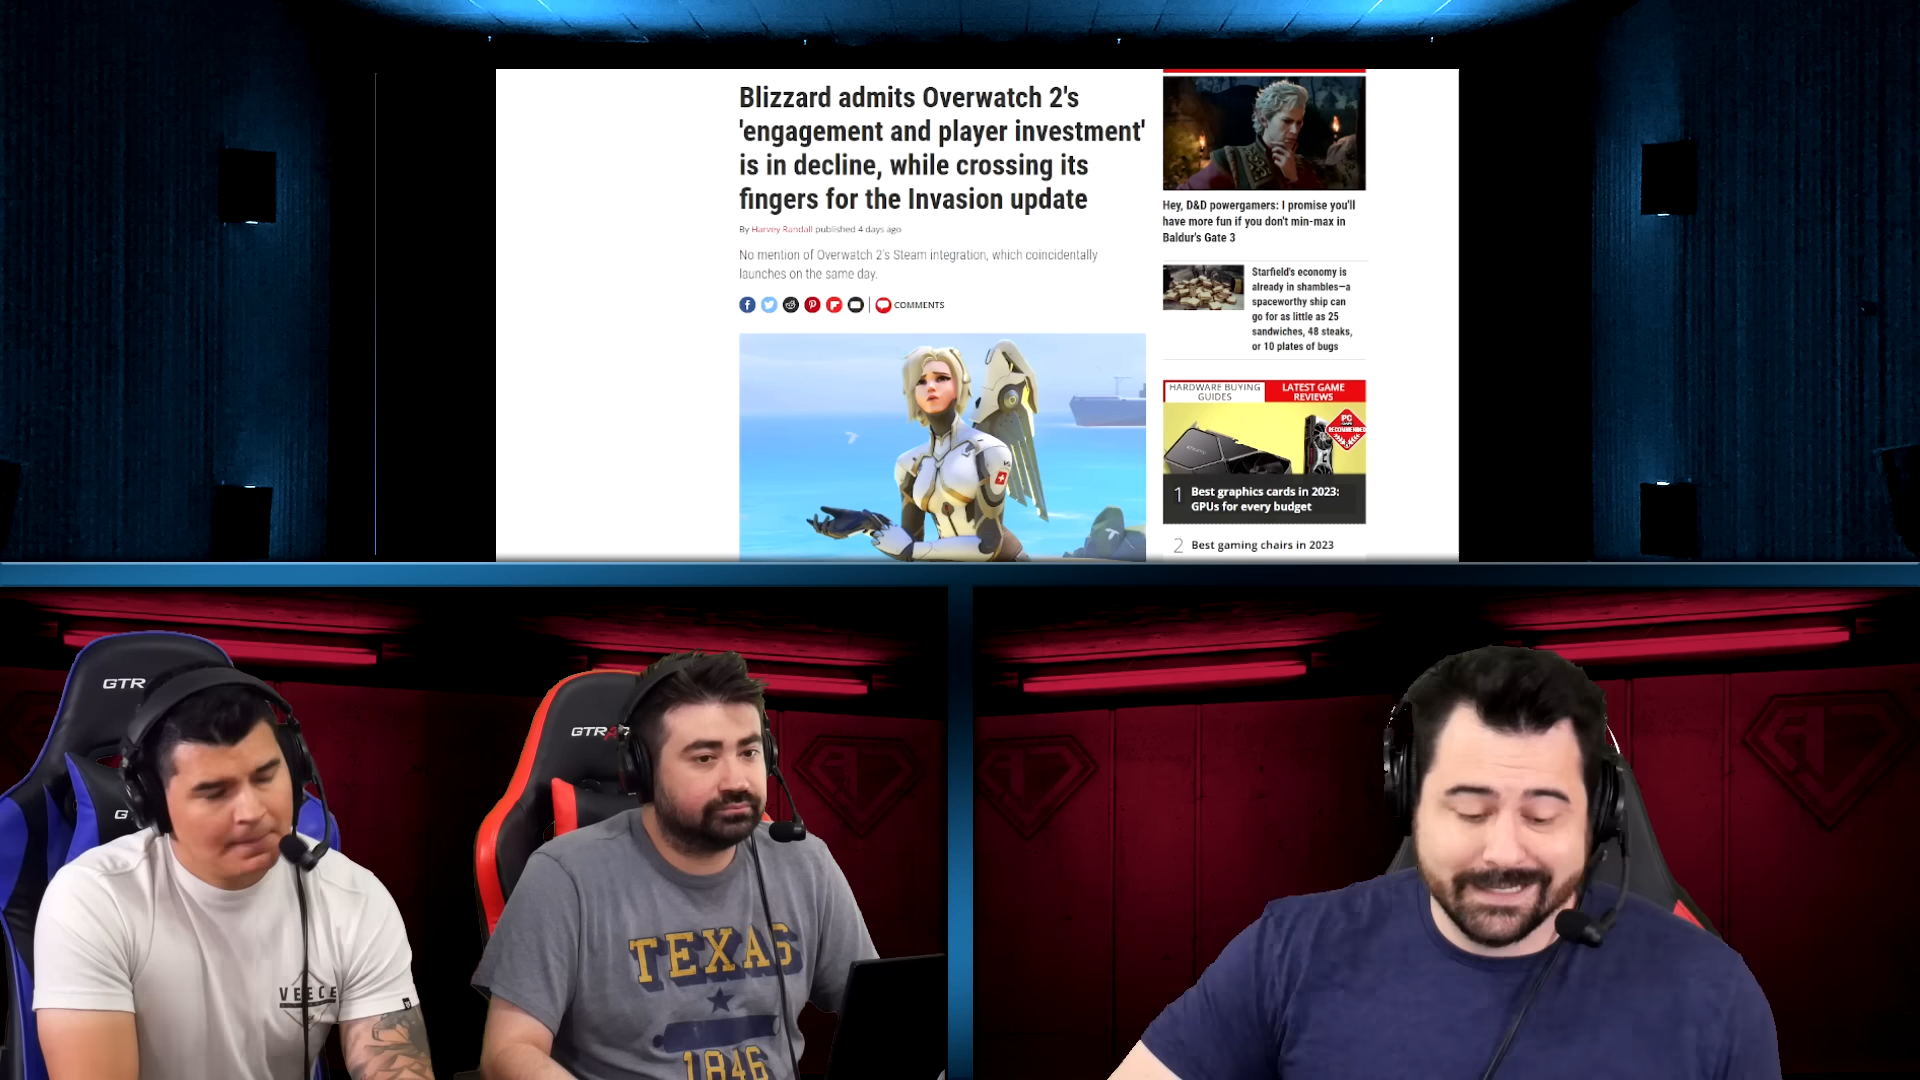 Blizzard admits Overwatch 2's
'engagement and player investment'
is in decline, while crossing its
fingers for the Invasion update
By Harvey Randall published 4 days ago
No mention of Overwatch 2's Steam integration, which coincidentally
launches on the same day.
COMMENTS
Hey, D&D powergamers: I promise you'll
have more fun if you don't min-max in
Baldur's Gate 3
Starfield's economy is
already in shambles—a
spaceworthy ship can
go for as little as 25
sandwiches, 48 steaks,
or 10 plates of bugs
HARDWARE BUYING
GUIDES
LATEST GAME
REVIEWS
PC
RECOMMENDED
1 Best graphics cards in 2023:
GPUs for every budget
2 Best gaming chairs in 2023
GTR
G
VEECE
GTR
TEXAS
1846